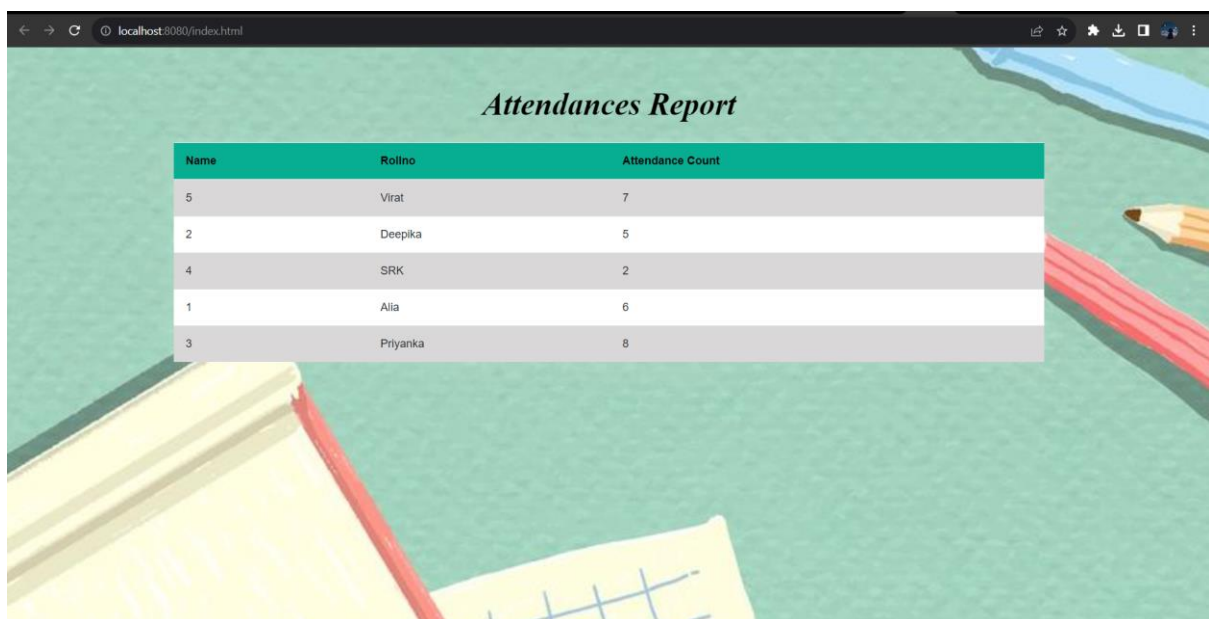 localhost:8080/index.html
Attendances Report
Name Rollno Attendance Count
5 Virat 7
2 Deepika 5
4 SRK 2
1 Alia 6
3 Priyanka 8